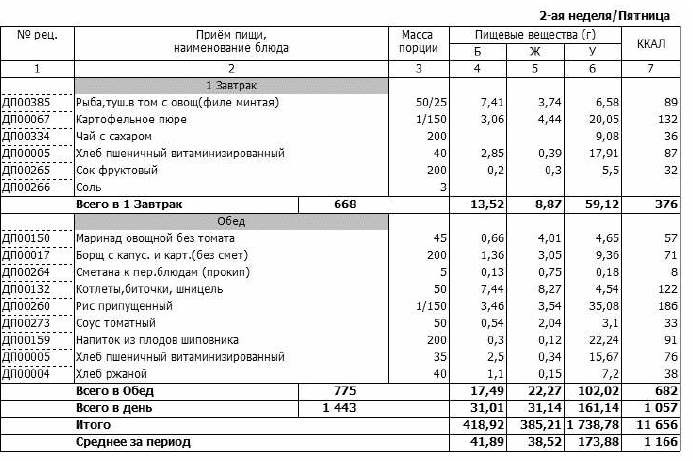 2-ая неделя/Пятница
№ рец. Приём пищи, наименование блюда Масса порции Пищевые вещества (г) ККАЛ
Б Ж У
1 2 3 4 5 6 7
1 Завтрак
ДП00385 Рыба,туш.в том с овощ(филе минтая) 50/25 7,41 3,74 6,58 89
ДП00067 Картофельное пюре 1/150 3,06 4,44 20,05 132
ДП00334 Чай с сахаром 200 9,08 36
ДП00005 Хлеб пшеничный витаминизированный 40 2,85 0,39 17,91 87
ДП00265 Сок фруктовый 200 0,2 0,3 5,5 32
ДП00266 Соль 3
Всего в 1 Завтрак 668 13,52 8,87 59,12 376
Обед
ДП00150 Маринад овощной без томата 45 0,66 4,01 4,65 57
ДП00017 Борщ с капус. и карт.(без смет) 200 1,36 3,05 9,36 71
ДП00264 Сметана к пер.блюдам (прокип) 5 0,13 0,75 0,18 8
ДП00132 Котлеты,биточки, шницель 50 7,44 8,27 4,54 122
ДП00260 Рис припущенный 1/150 3,46 3,54 35,08 186
ДП00273 Соус томатный 50 0,54 2,04 3,1 33
ДП00159 Напиток из плодов шиповника 200 0,3 0,12 22,24 91
ДП00005 Хлеб пшеничный витаминизированный 35 2,5 0,34 15,67 76
ДП00004 Хлеб ржаной 40 1,1 0,15 7,2 38
Всего в Обед 775 17,49 22,27 102,02 682
Всего в день 1 443 31,01 31,14 161,14 1 057
Итого 418,92 385,21 1 738,78 11 656
Среднее за период 41,89 38,52 173,88 1 166